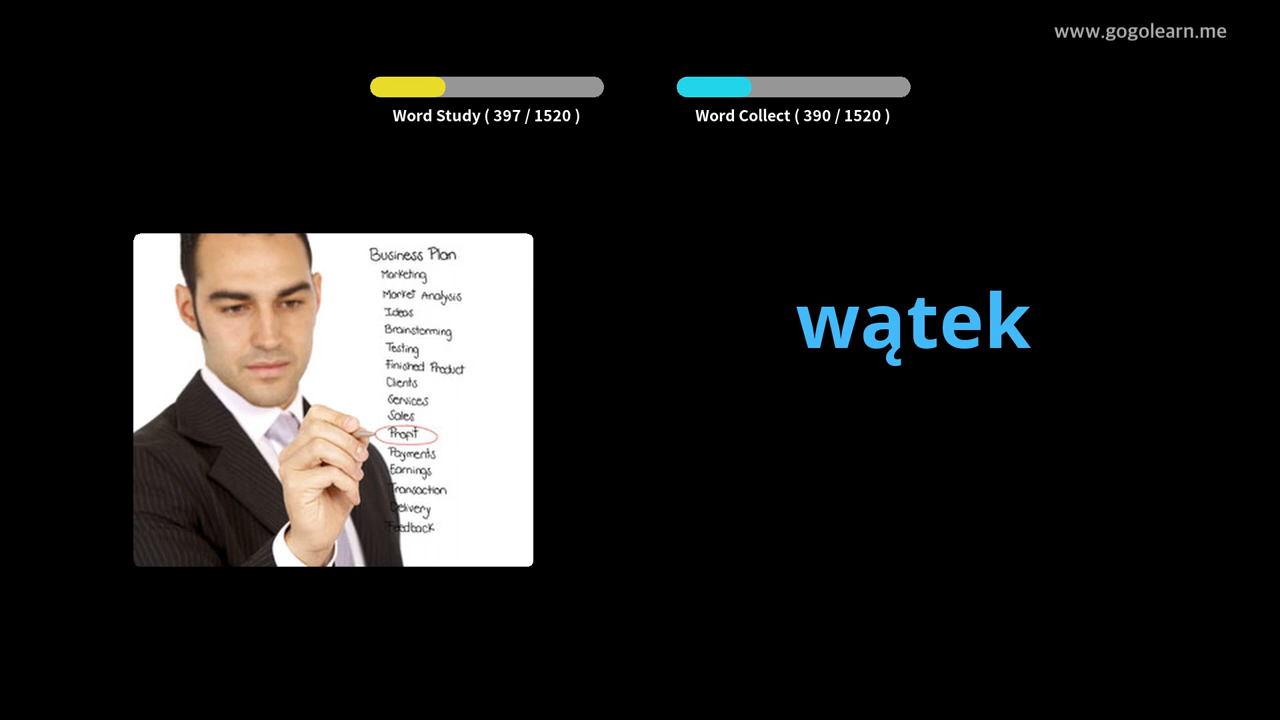 www.gogolearn.me
Word Study ( 397 / 1520 )
Word Collect ( 390 / 1520 )
Business Plan
Marketing
Market Analysis
Ideas
Brainstorming
Testing
Finished Product
Clients
Services
Sales
Profit
Payments
Earnings
Transaction
Delivery
Feedback
wątek